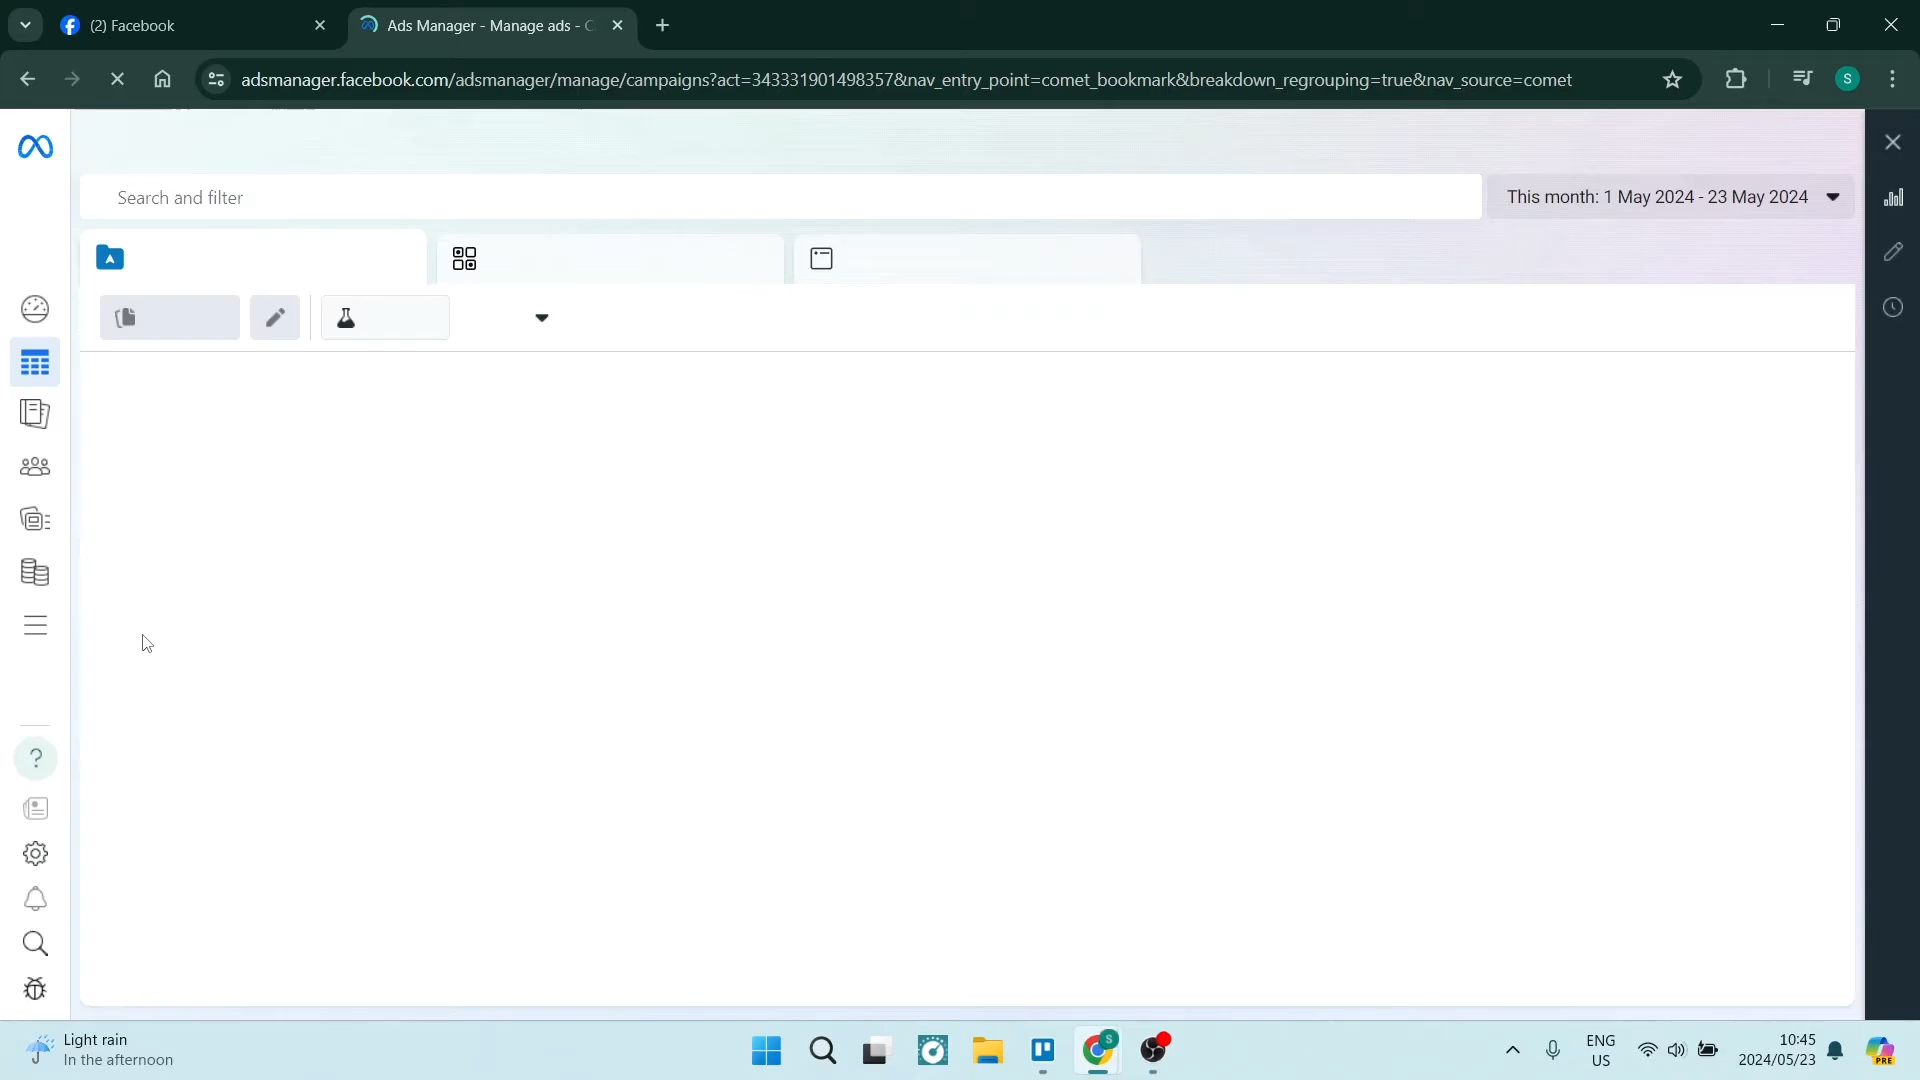 (2) Facebook
Ads Manager - Manage ads - C
adsmanager.facebook.com/adsmanager/manage/campaigns?act=343331901498357&nav_entry_point=comet_bookmark&breakdown_regrouping=true&nav_source=comet
S
Search and filter
This month: 1 May 2024 - 23 May 2024
?
Light rain
In the afternoon
S
ENG
US
10:45
2024/05/23
PRE